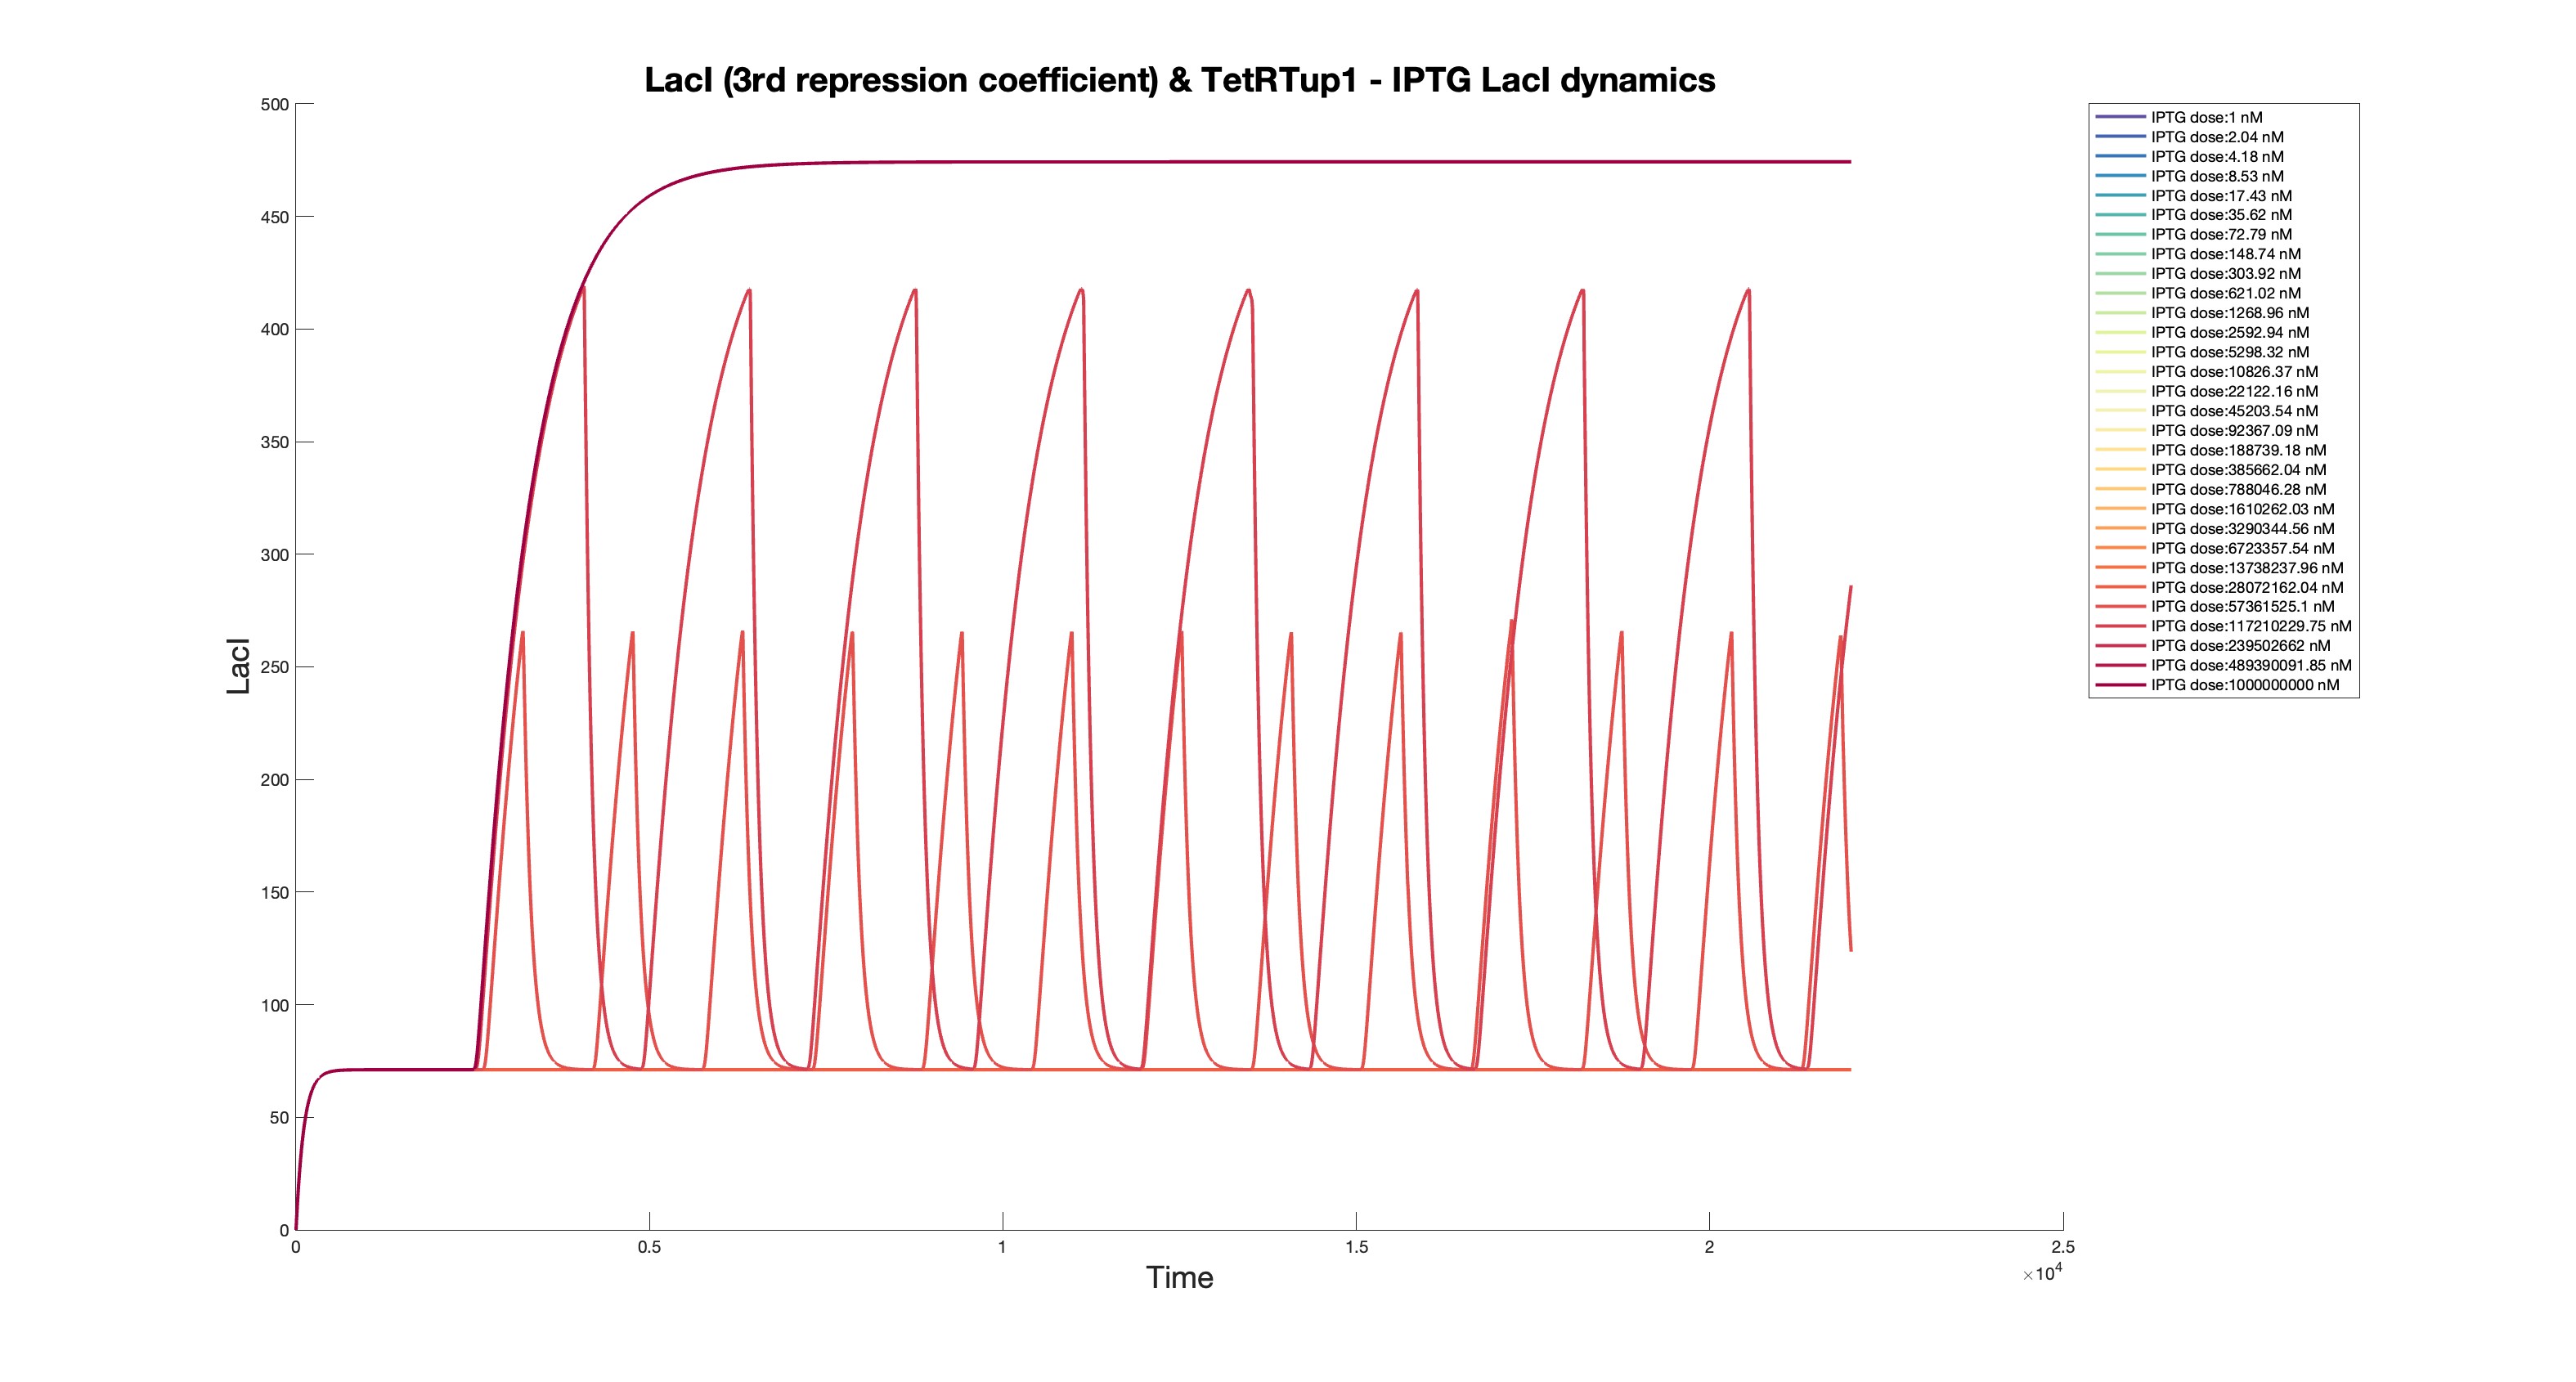 LacI (3rd repression coefficient) & TetRTup1 - IPTG LacI dynamics
500
450
400
350
300
250
200
150
100
50
0
LacI
0
0.5
1
1.5
2
2.5
×10^4
Time
IPTG dose:1 nM
IPTG dose:2.04 nM
IPTG dose:4.18 nM
IPTG dose:8.53 nM
IPTG dose:17.43 nM
IPTG dose:35.62 nM
IPTG dose:72.79 nM
IPTG dose:148.74 nM
IPTG dose:303.92 nM
IPTG dose:621.02 nM
IPTG dose:1268.96 nM
IPTG dose:2592.94 nM
IPTG dose:5298.32 nM
IPTG dose:10826.37 nM
IPTG dose:22122.16 nM
IPTG dose:45203.54 nM
IPTG dose:92367.09 nM
IPTG dose:188739.18 nM
IPTG dose:385662.04 nM
IPTG dose:788046.28 nM
IPTG dose:1610262.03 nM
IPTG dose:3290344.56 nM
IPTG dose:6723357.54 nM
IPTG dose:13738237.96 nM
IPTG dose:28072162.04 nM
IPTG dose:57361525.1 nM
IPTG dose:117210229.75 nM
IPTG dose:239502662 nM
IPTG dose:489390091.85 nM
IPTG dose:1000000000 nM